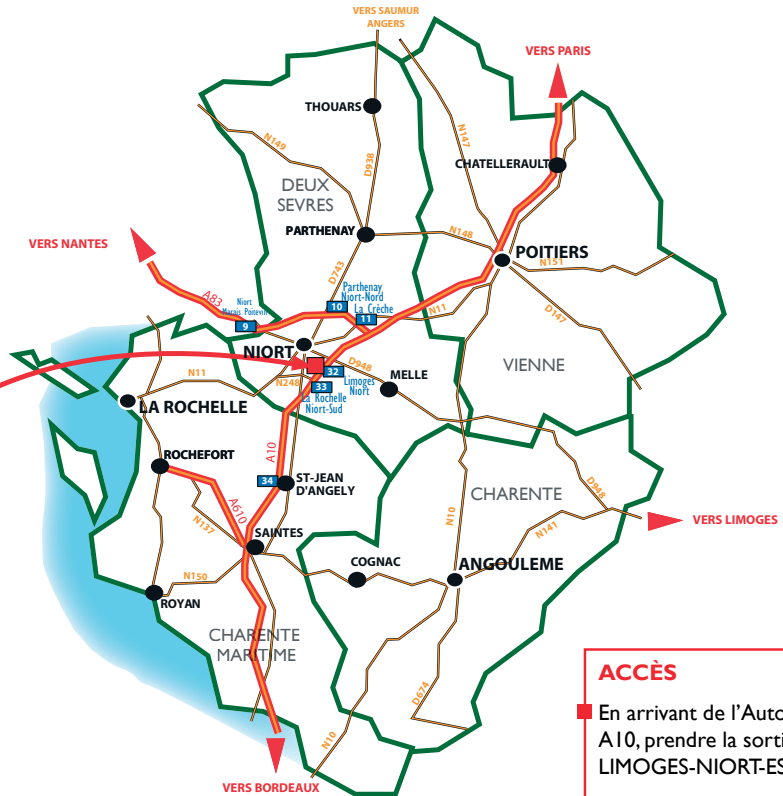 VERS SAUMUR
ANGERS
VERS PARIS
THOUARS
N149
D938
N147
CHATELLERAULT
DEUX
SEVRES
PARTHENAY
N148
VERS NANTES
POITIERS
N151
D743
A83
Niort
Marais Poitevin
9
Parthenay
Niort-Nord
10
La Crèche
11
N11
D147
NIORT
D948
VIENNE
32
Limoges
Niort
MELLE
N11
N248
33
La Rochelle
Niort-Sud
LA ROCHELLE
A10
ROCHEFORT
34
ST-JEAN
D'ANGELY
CHARENTE
D948
A610
N137
N10
N141
VERS LIMOGES
SAINTES
COGNAC
ANGOULEME
N150
ROYAN
CHARENTE
MARITIME
D674
N10
VERS BORDEAUX
ACCÈS
En arrivant de l'Auto
A10, prendre la sorti
LIMOGES-NIORT-ES